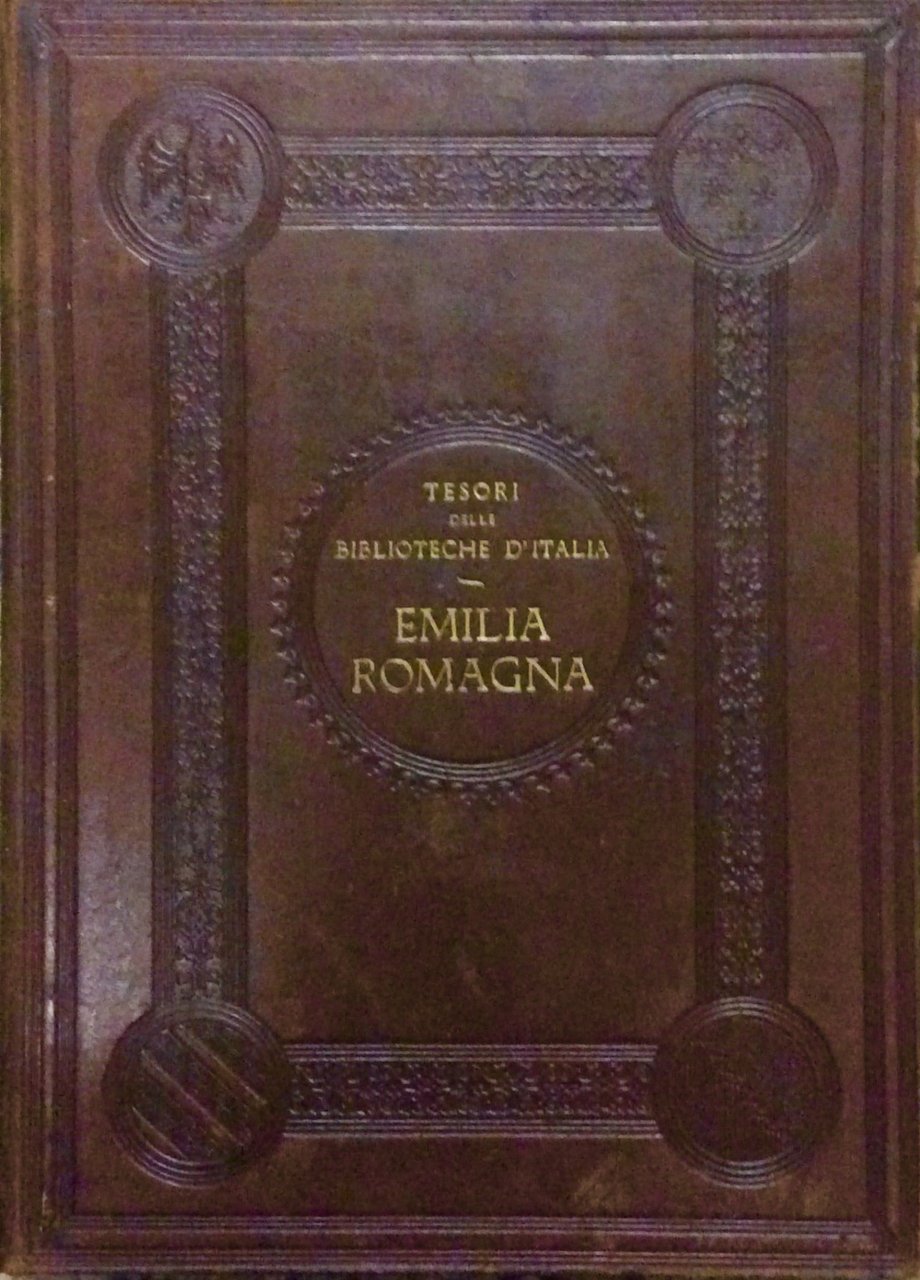 TESORI
DELLE
BIBLIOTECHE D'ITALIA
EMILIA
ROMAGNA